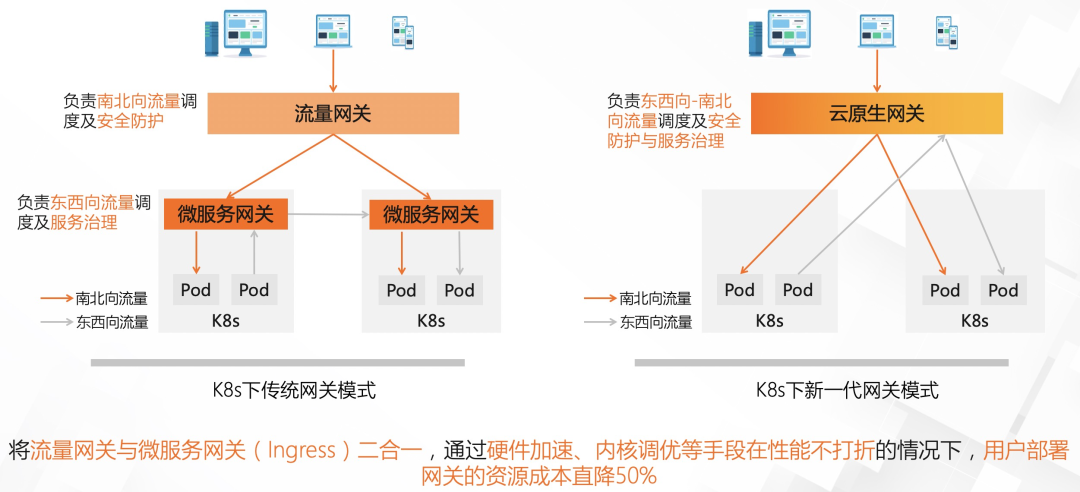 负责南北向流量调
度及安全防护
流量网关
负责东西向流量调
度及服务治理
微服务网关
微服务网关
Pod
Pod
Pod
Pod
南北向流量
东西向流量
K8s
K8s
K8s下传统网关模式
负责东西向-南北
向流量调度及安全
防护与服务治理
云原生网关
Pod
Pod
Pod
Pod
南北向流量
东西向流量
K8s
K8s
K8s下新一代网关模式
将流量网关与微服务网关（Ingress）二合一，通过硬件加速、内核调优等手段在性能不打折的情况下，用户部署
网关的资源成本直降50%